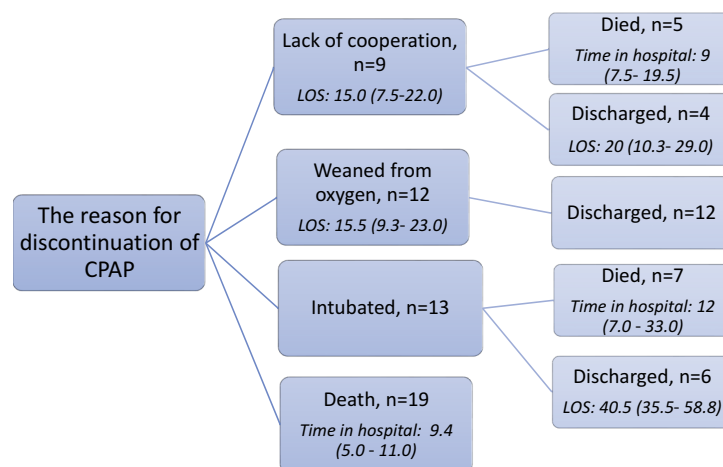 The reason for
discontinuation of
CPAP
Lack of cooperation,
n=9
LOS: 15.0 (7.5-22.0)
Died, n=5
Time in hospital: 9
(7.5- 19.5)
Discharged, n=4
LOS: 20 (10.3- 29.0)
Weaned from
oxygen, n=12
LOS: 15.5 (9.3- 23.0)
Discharged, n=12
Intubated, n=13
Died, n=7
Time in hospital: 12
(7.0 - 33.0)
Discharged, n=6
LOS: 40.5 (35.5- 58.8)
Death, n=19
Time in hospital: 9.4
(5.0 - 11.0)